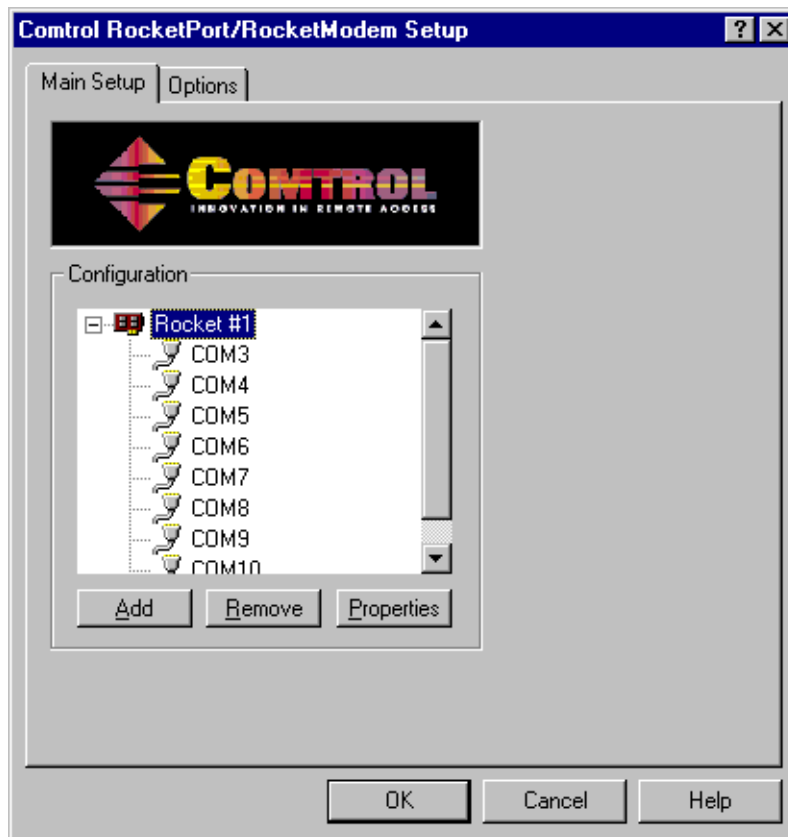 Comtrol RocketPort/RocketModem Setup
Main Setup
Options
COMTROL
INNOVATION IN REMOTE ACCESS
Configuration
Rocket #1
COM3
COM4
COM5
COM6
COM7
COM8
COM9
COM10
Add
Remove
Properties
OK
Cancel
Help